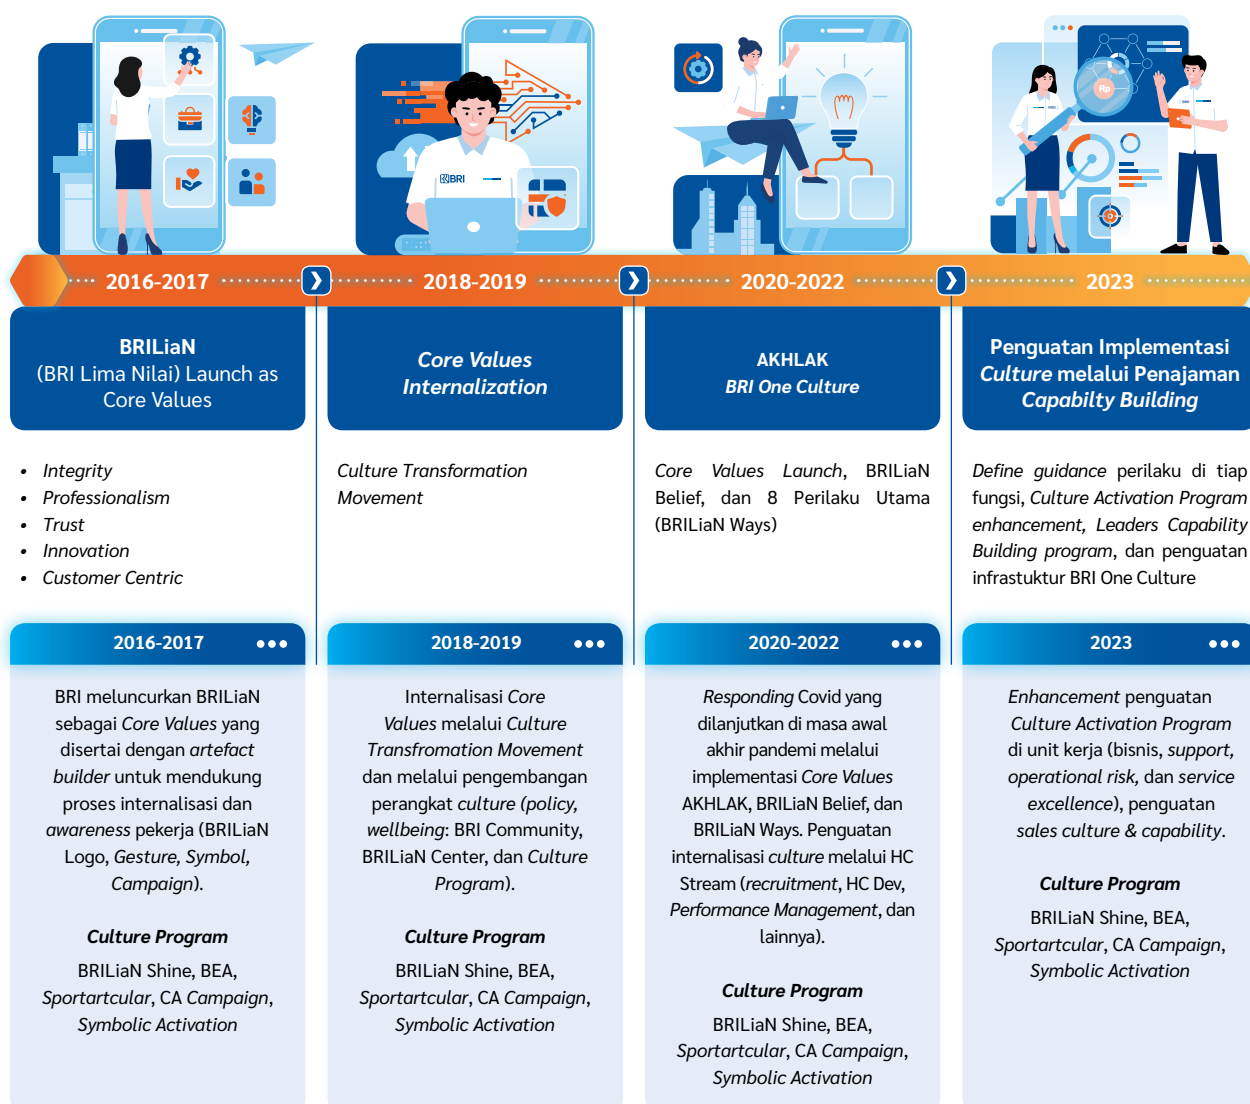 Rp
BRI
BRI
2016-2017
2018-2019
2020-2022
2023
BRILiaN
(BRI Lima Nilai) Launch as
Core Values
Core Values
Internalization
AKHLAK
BRI One Culture
Penguatan Implementasi
Culture melalui Penajaman
Capabilty Building
• Integrity
• Professionalism
• Trust
• Innovation
• Customer Centric
Culture Transformation
Movement
Core Values Launch, BRILiaN
Belief, dan 8 Perilaku Utama
(BRILiaN Ways)
Define guidance perilaku di tiap
fungsi, Culture Activation Program
enhancement, Leaders Capability
Building program, dan penguatan
infrastuktur BRI One Culture
2016-2017
BRI meluncurkan BRILiaN
sebagai Core Values yang
disertai dengan artefact
builder untuk mendukung
proses internalisasi dan
awareness pekerja (BRILiaN
Logo, Gesture, Symbol,
Campaign).
Culture Program
BRILiaN Shine, BEA,
Sportartcular, CA Campaign,
Symbolic Activation
2018-2019
Internalisasi Core
Values melalui Culture
Transfromation Movement
dan melalui pengembangan
perangkat culture (policy,
wellbeing: BRI Community,
BRILiaN Center, dan Culture
Program).
Culture Program
BRILiaN Shine, BEA,
Sportartcular, CA Campaign,
Symbolic Activation
2020-2022
Responding Covid yang
dilanjutkan di masa awal
akhir pandemi melalui
implementasi Core Values
AKHLAK, BRILiaN Belief, dan
BRILiaN Ways. Penguatan
internalisasi culture melalui HC
Stream (recruitment, HC Dev,
Performance Management, dan
lainnya).
Culture Program
BRILiaN Shine, BEA,
Sportartcular, CA Campaign,
Symbolic Activation
2023
Enhancement penguatan
Culture Activation Program
di unit kerja (bisnis, support,
operational risk, dan service
excellence), penguatan
sales culture & capability.
Culture Program
BRILiaN Shine, BEA,
Sportartcular, CA Campaign,
Symbolic Activation